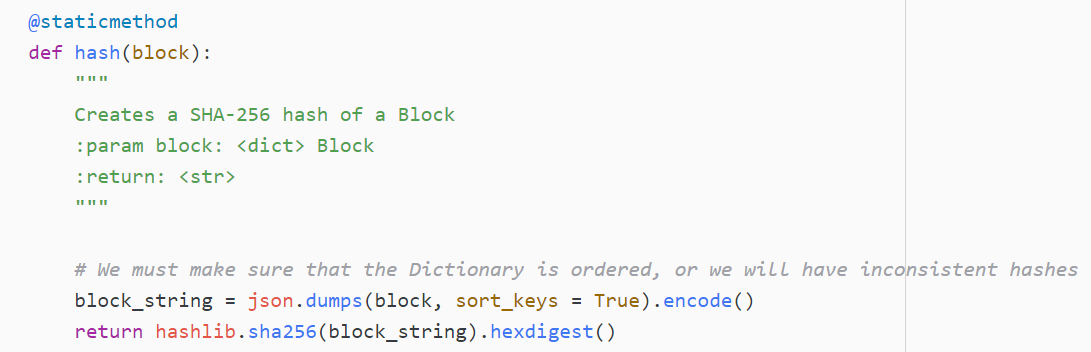 @staticmethod
def hash(block):
"""
Creates a SHA-256 hash of a Block
:param block: <dict> Block
:return: <str>
"""
# We must make sure that the Dictionary is ordered, or we will have inconsistent hashes
block_string = json.dumps(block, sort_keys = True).encode()
return hashlib.sha256(block_string).hexdigest()